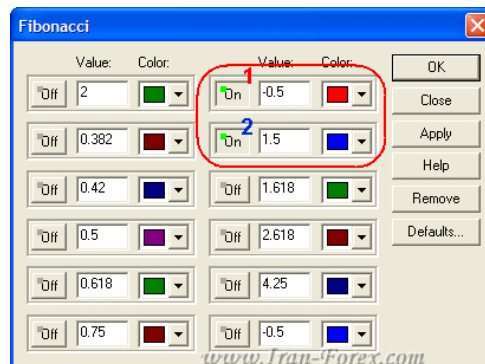 Fibonacci
Value: Color: Value: Color:
Off 2 1 On -0.5 OK
Off 0.382 2 On 1.5 Close
Apply
Off 0.42 Off 1.618 Help
Remove
Off 0.5 Off 2.618 Defaults...
Off 0.618 Off 4.25
Off 0.75 Off -0.5
www.Iran-Forex.com